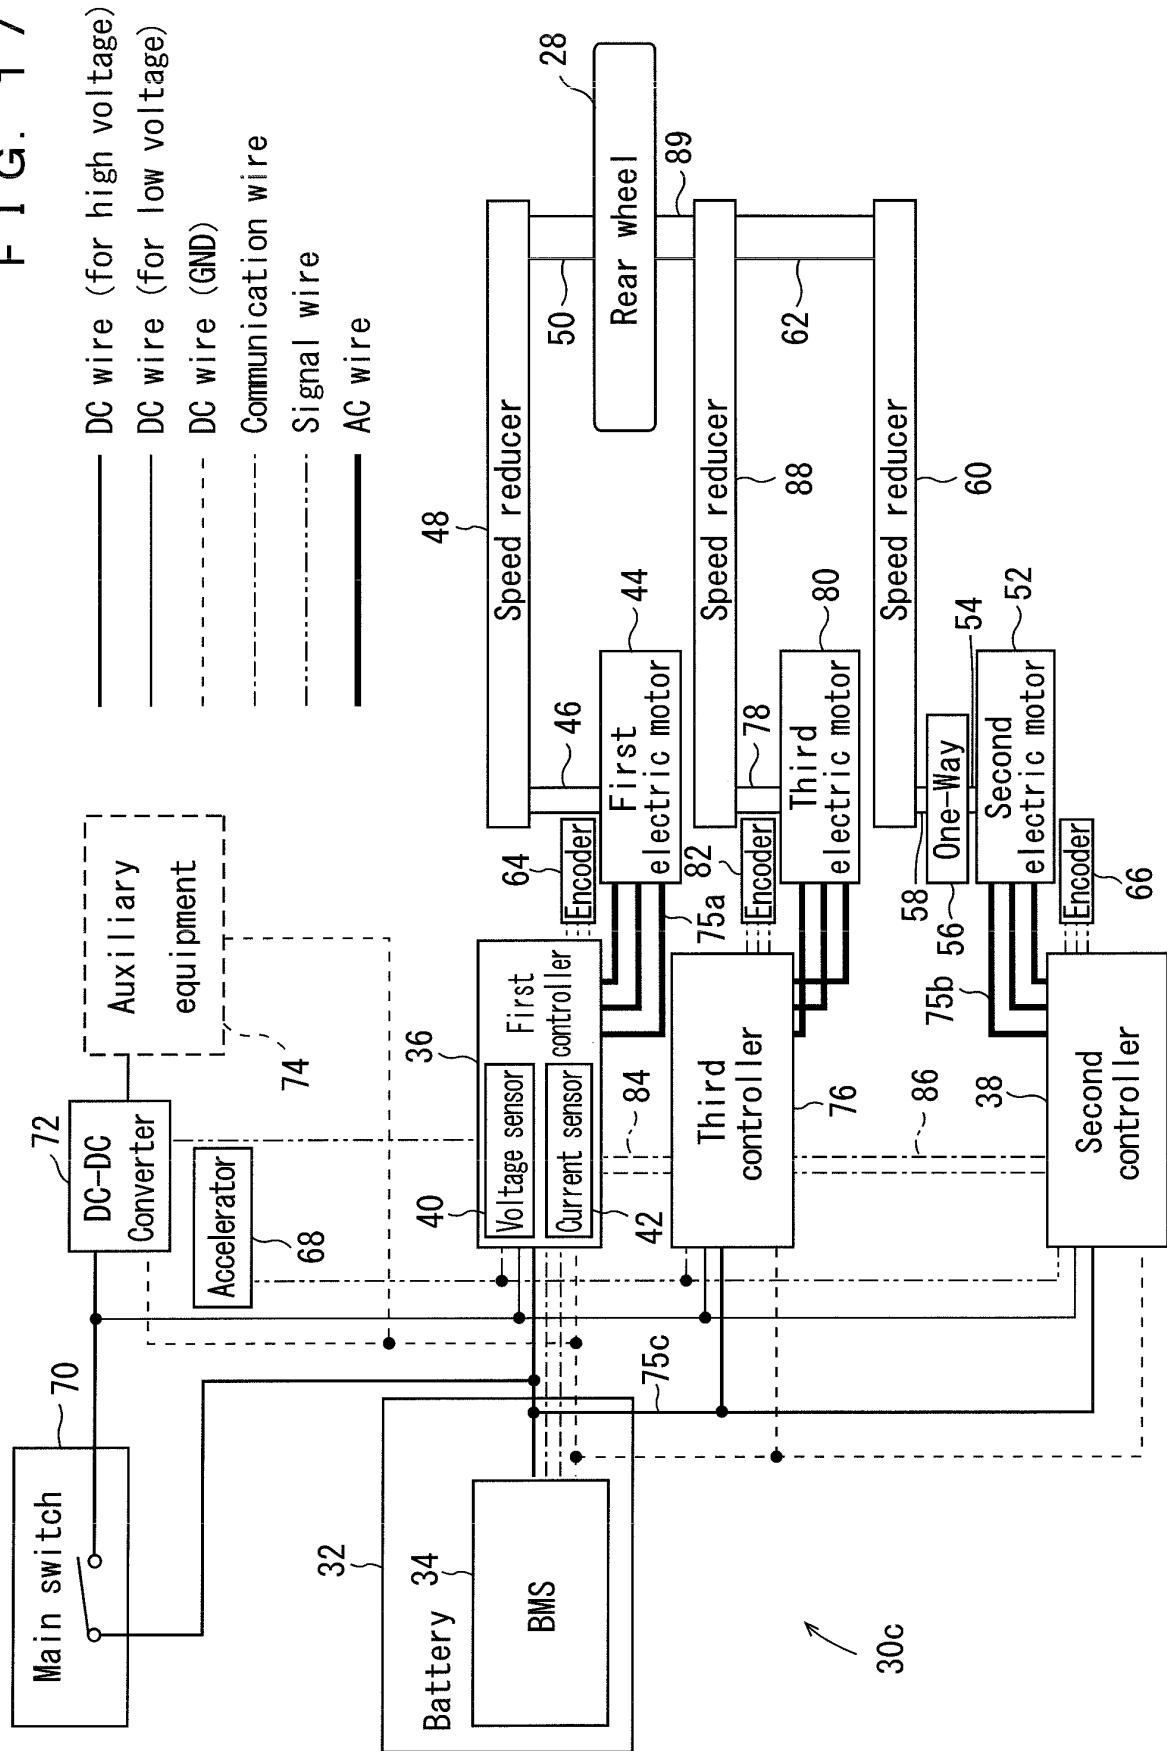 FIG. 17
DC wire (for high voltage)
DC wire (for low voltage)
DC wire (GND)
Communication wire
Signal wire
AC wire
70
Main switch
72
DC-DC
Converter
Auxiliary
equipment
74
Accelerator
68
32
Battery
34
BMS
36
First
controller
40
Voltage sensor
42
Current sensor
64
Encoder
46
First
electric motor
44
75a
48
Speed reducer
50
28
Rear wheel
89
75c
84
Third
controller
76
82
Encoder
78
Third
electric motor
80
Speed reducer
88
62
86
38
Second
controller
75b
58
56
One-Way
54
Second
electric motor
52
Encoder
66
Speed reducer
60
30c